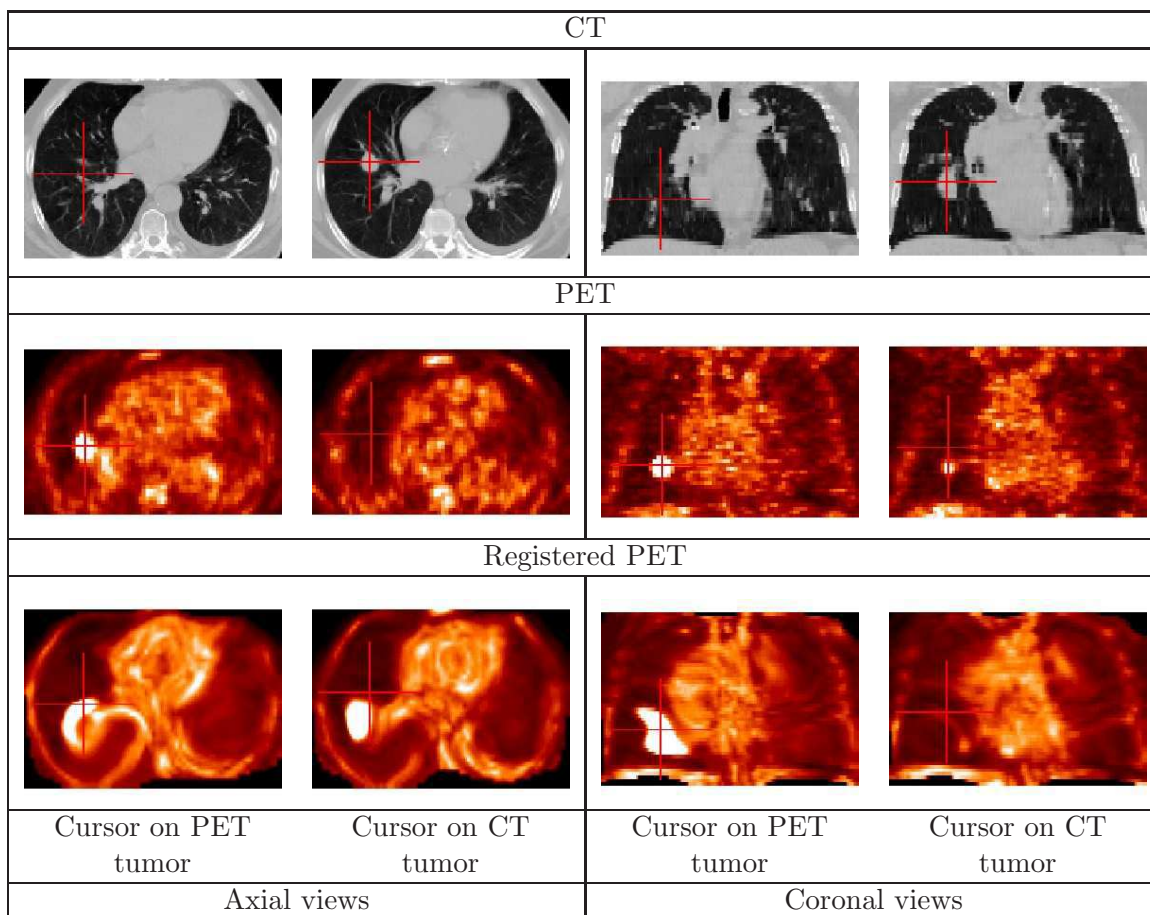 CT
PET
Registered PET
Cursor on PET Cursor on CT Cursor on PET Cursor on CT
tumor tumor tumor tumor
Axial views Coronal views